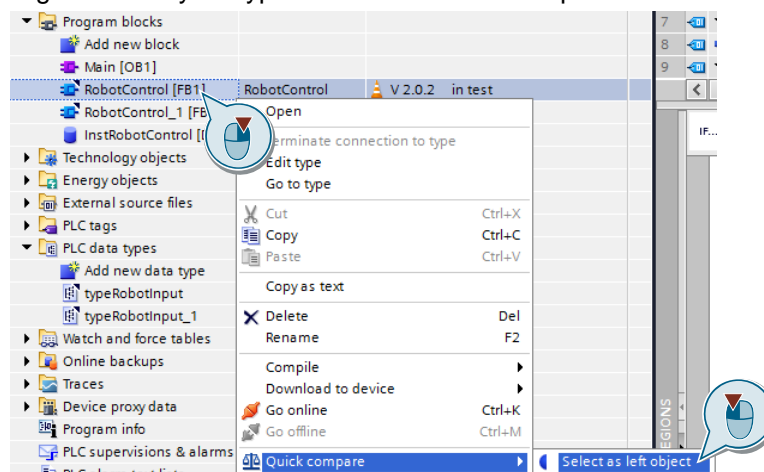 Program blocks
7
Add new block
8
Main [OB1]
9
RobotControl [FB1] RobotControl V 2.0.2 in test
RobotControl_1 [FB
Open
IF...
InstRobotControl
connection to type
Technology objects
Edit type
Energy objects
Go to type
External source files
Cut Ctrl+X
PLC tags
Copy Ctrl+C
PLC data types
Paste Ctrl+V
Add new data type
Copy as text
typeRobotInput
typeRobotInput_1
Delete Del
Watch and force tables
Rename F2
Online backups
Compile
Traces
Download to device
Device proxy data
Go online Ctrl+K
Program info
Go offline Ctrl+M
PLC supervisions & alarms
Quick compare
Select as left object